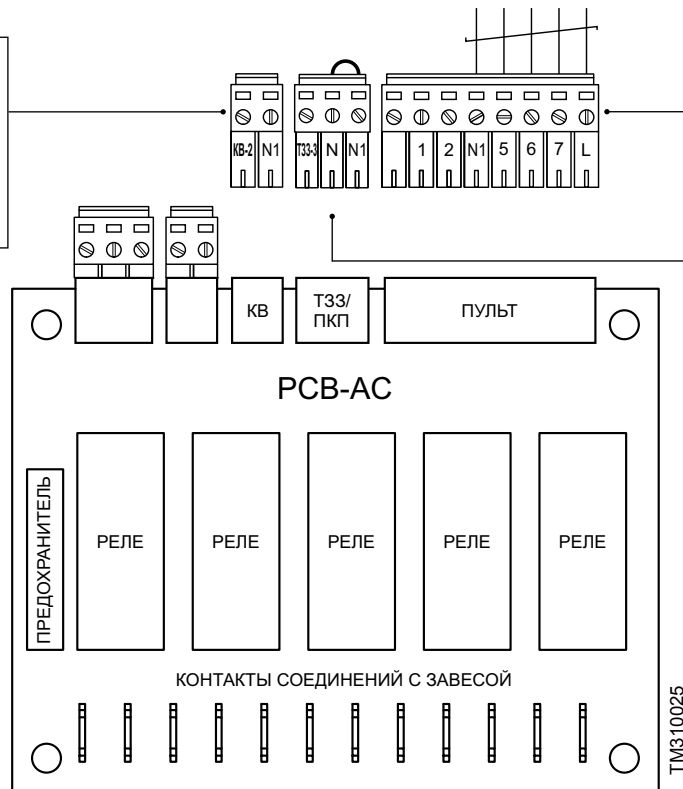 КВ-2 N1 ТЗЗ-3 N N1 1 2 N1 5 6 7 L
КВ
ТЗЗ/
ПКП
ПУЛЬТ
PCB-AC
ПРЕДОХРАНИТЕЛЬ
РЕЛЕ РЕЛЕ РЕЛЕ РЕЛЕ РЕЛЕ
КОНТАКТЫ СОЕДИНЕНИЙ С ЗАВЕСОЙ
TM310025